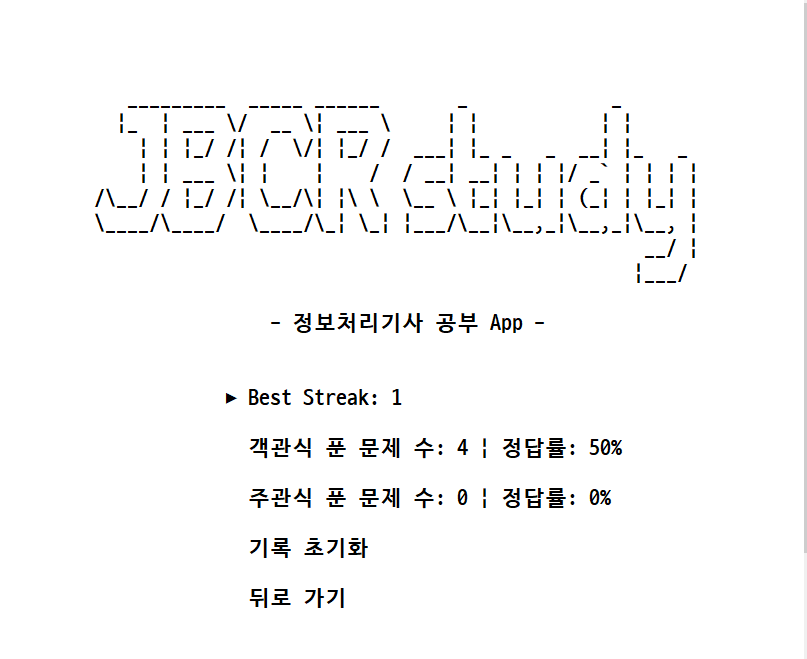 JBCR study
- 정보처리기사 공부 App -
▶ Best Streak: 1
객관식 푼 문제 수: 4 ¦ 정답률: 50%
주관식 푼 문제 수: 0 ¦ 정답률: 0%
기록 초기화
뒤로 가기